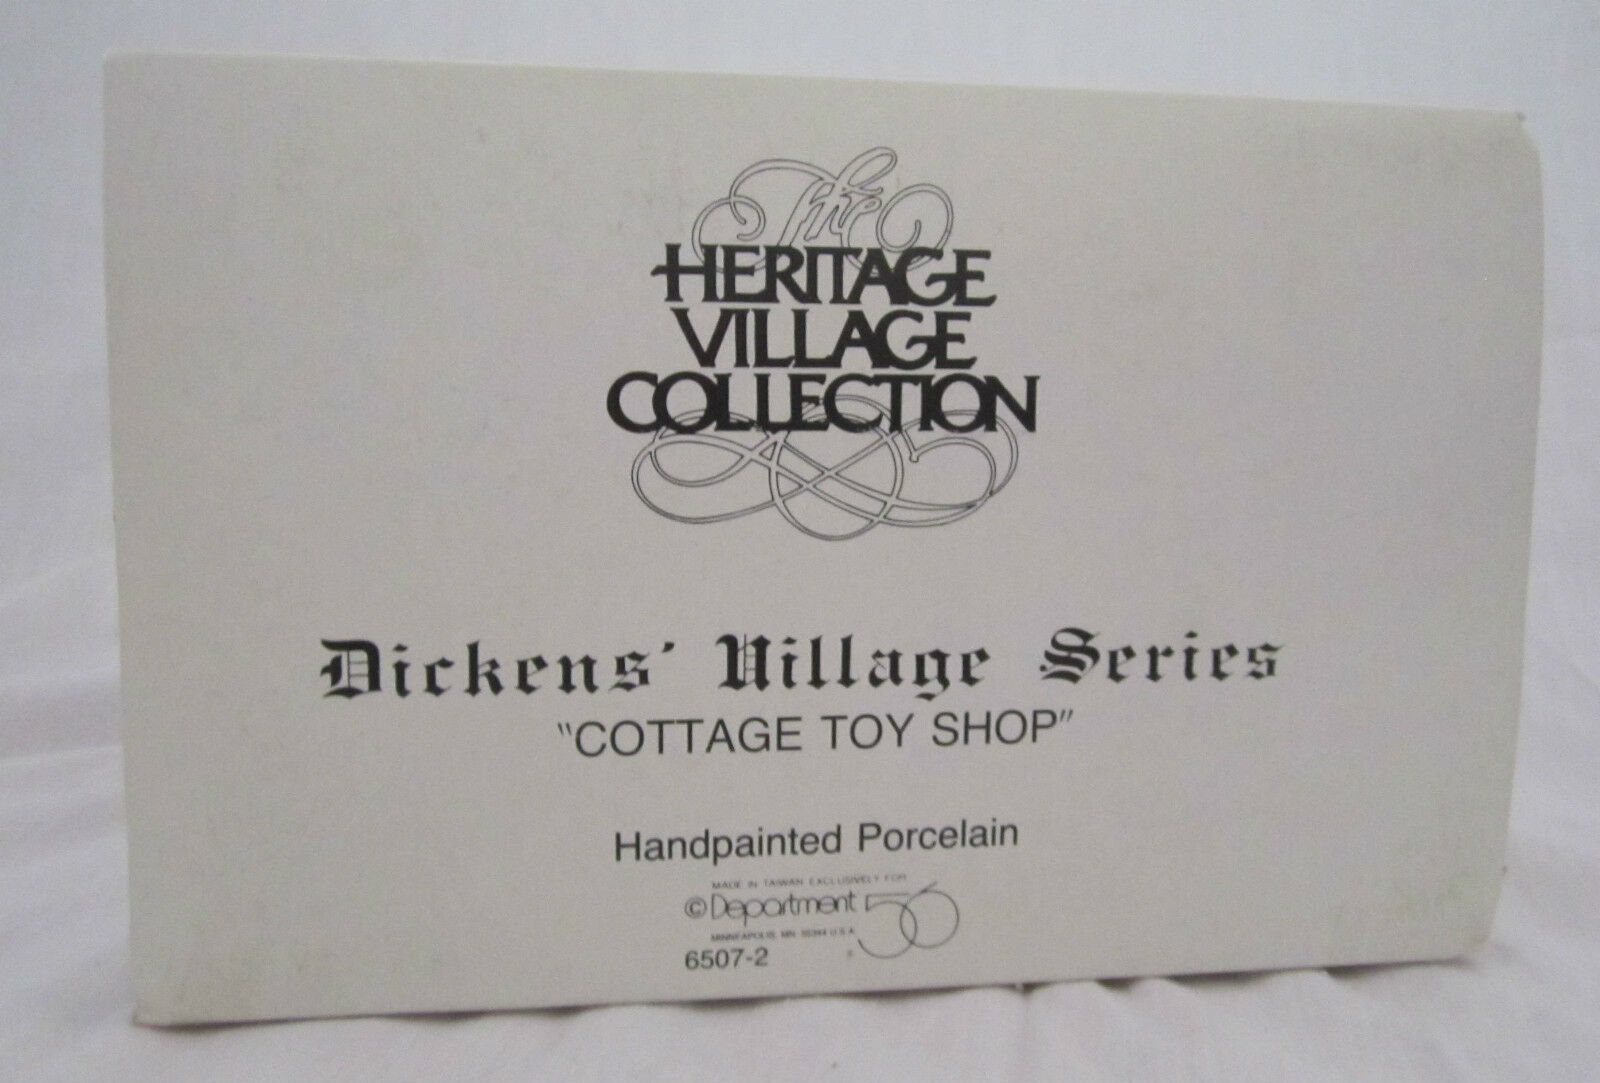 The
HERITAGE
VILLAGE
COLLECTION
Dickens' Village Series
"COTTAGE TOY SHOP"
Handpainted Porcelain
MADE IN TAIWAN EXCLUSIVELY FOR
©Department 56
MINNEAPOLIS, MN 55344 U.S.A.
6507-2